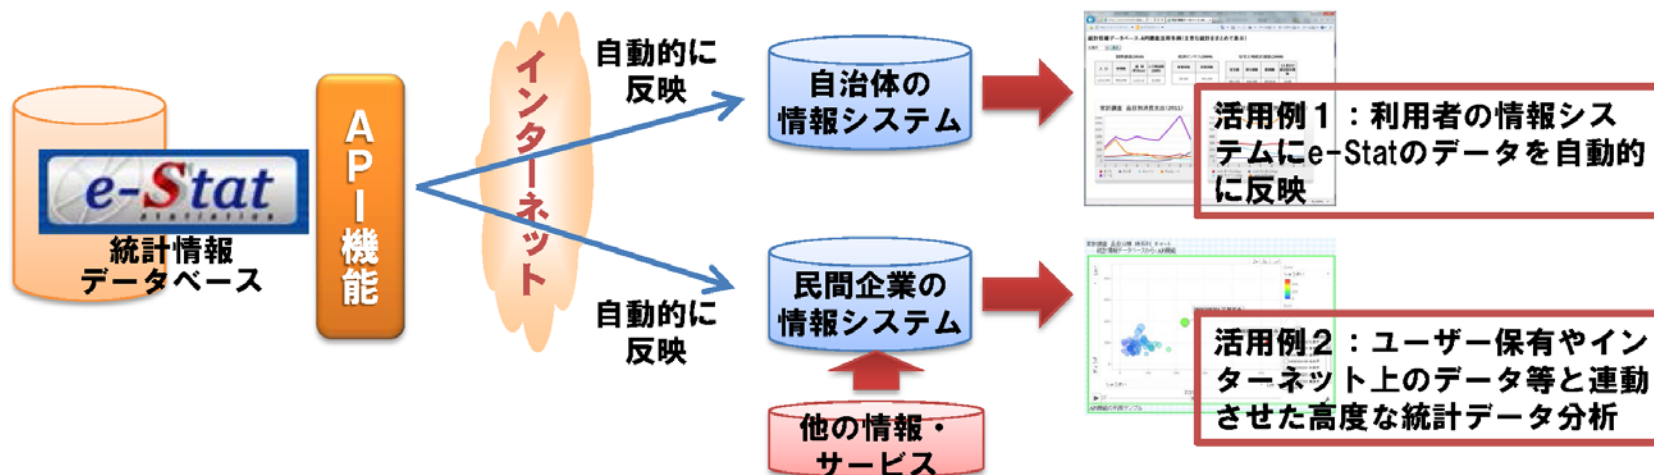 e-Stat
statistics
統計情報
データベース
API機能
インターネット
自動的に
反映
自動的に
反映
自治体の
情報システム
民間企業の
情報システム
他の情報・
サービス
活用例1：利用者の情報シス
テムにe-Statのデータを自動的
に反映
活用例2：ユーザー保有やイン
ターネット上のデータ等と連動
させた高度な統計データ分析